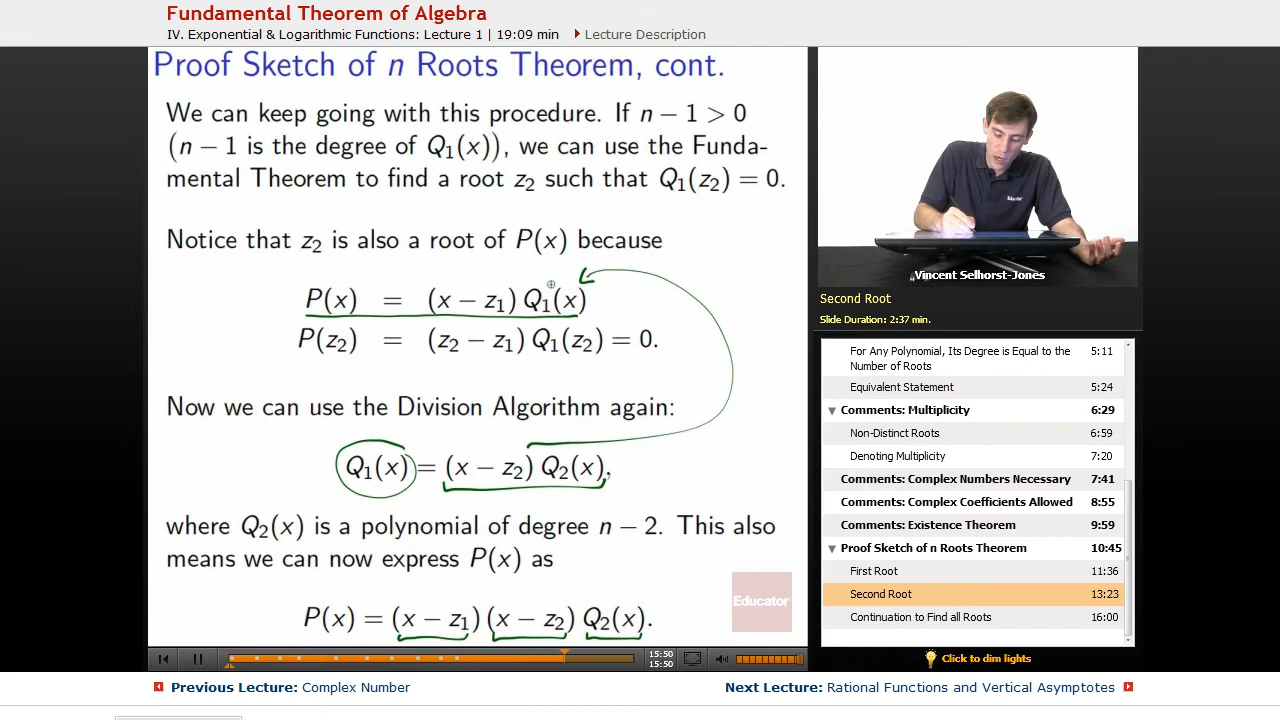 Fundamental Theorem of Algebra
IV. Exponential & Logarithmic Functions: Lecture 1 | 19:09 min
Lecture Description
Proof Sketch of n Roots Theorem, cont.
We can keep going with this procedure. If n − 1 > 0
(n − 1 is the degree of Q₁(x)), we can use the Funda-
mental Theorem to find a root z₂ such that Q₁(z₂) = 0.
Notice that z₂ is also a root of P(x) because
P(x) = (x − z₁) Q₁(x)
P(z₂) = (z₂ − z₁) Q₁(z₂) = 0.
Now we can use the Division Algorithm again:
Q₁(x) = (x − z₂) Q₂(x),
where Q₂(x) is a polynomial of degree n − 2. This also
means we can now express P(x) as
P(x) = (x − z₁) (x − z₂) Q₂(x).
Educator
15:50
15:50
Educator
Vincent Selhorst-Jones
Second Root
Slide Duration: 2:37 min.
For Any Polynomial, Its Degree is Equal to the
Number of Roots 5:11
Equivalent Statement 5:24
Comments: Multiplicity 6:29
Non-Distinct Roots 6:59
Denoting Multiplicity 7:20
Comments: Complex Numbers Necessary 7:41
Comments: Complex Coefficients Allowed 8:55
Comments: Existence Theorem 9:59
Proof Sketch of n Roots Theorem 10:45
First Root 11:36
Second Root 13:23
Continuation to Find all Roots 16:00
Click to dim lights
Previous Lecture: Complex Number
Next Lecture: Rational Functions and Vertical Asymptotes